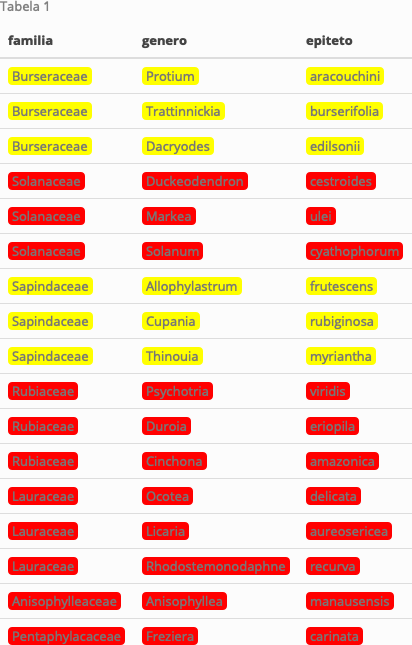 Tabela 1
familia genero epiteto
Burseraceae Protium aracouchini
Burseraceae Trattinnickia burserifolia
Burseraceae Dacryodes edilsonii
Solanaceae Duckeodendron cestroides
Solanaceae Markea ulei
Solanaceae Solanum cyathophorum
Sapindaceae Allophylastrum frutescens
Sapindaceae Cupania rubiginosa
Sapindaceae Thinouia myriantha
Rubiaceae Psychotria viridis
Rubiaceae Duroia eriopila
Rubiaceae Cinchona amazonica
Lauraceae Ocotea delicata
Lauraceae Licaria aureosericea
Lauraceae Rhodostemonodaphne recurva
Anisophylleaceae Anisophyllea manausensis
Pentaphylacaceae Freziera carinata